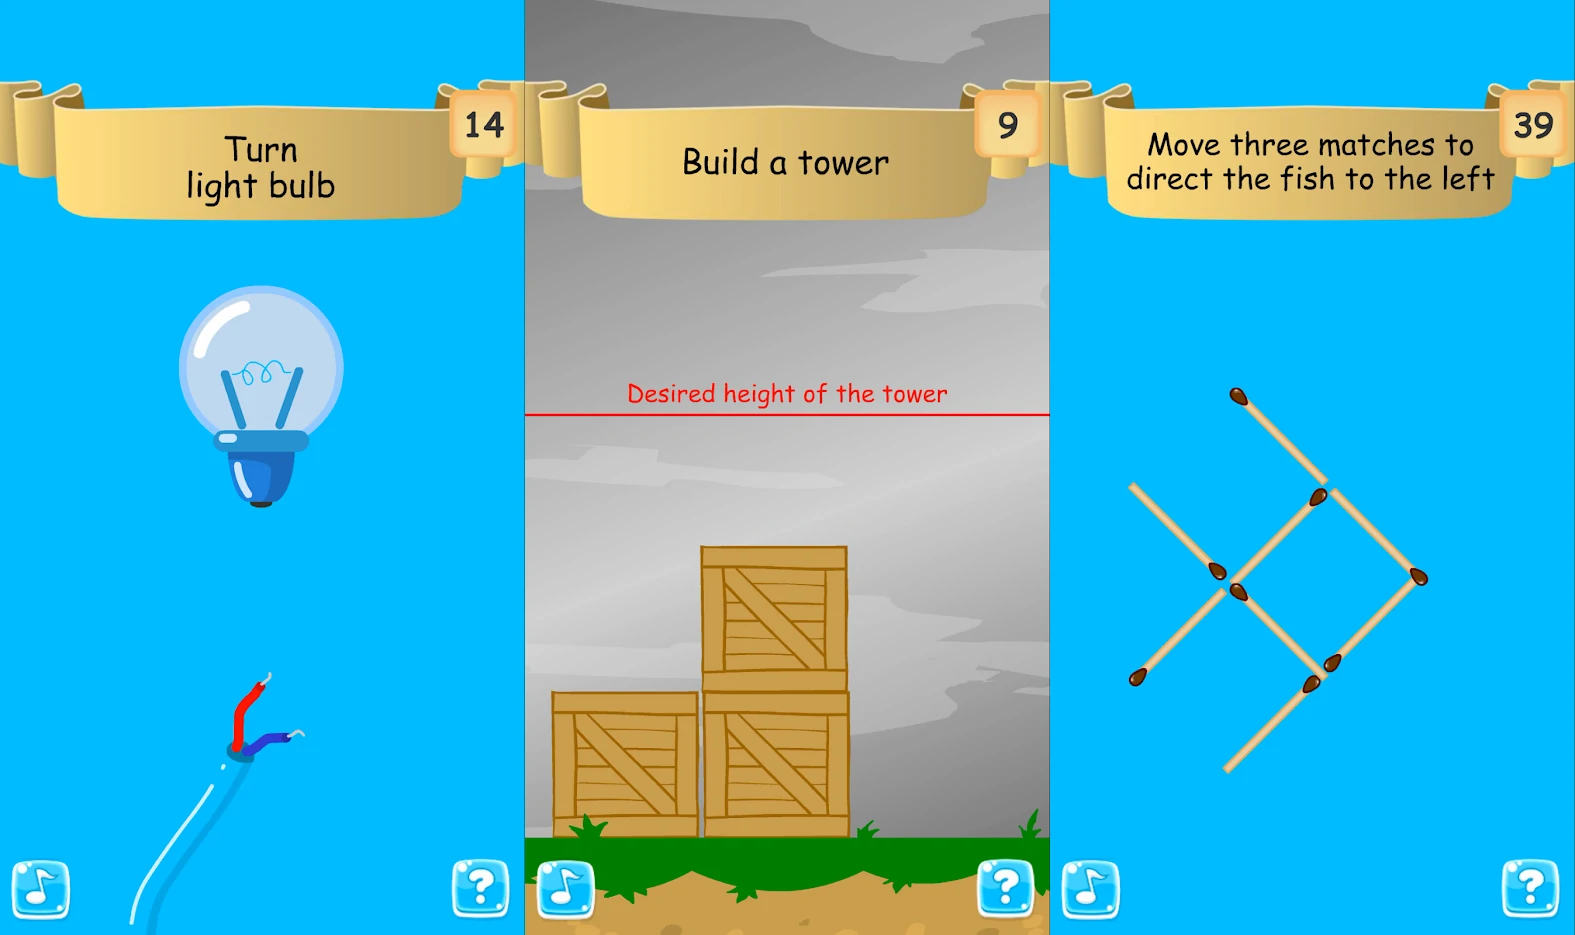 Turn
light bulb
14
Build a tower
9
Desired height of the tower
Move three matches to
direct the fish to the left
39
?
?
?